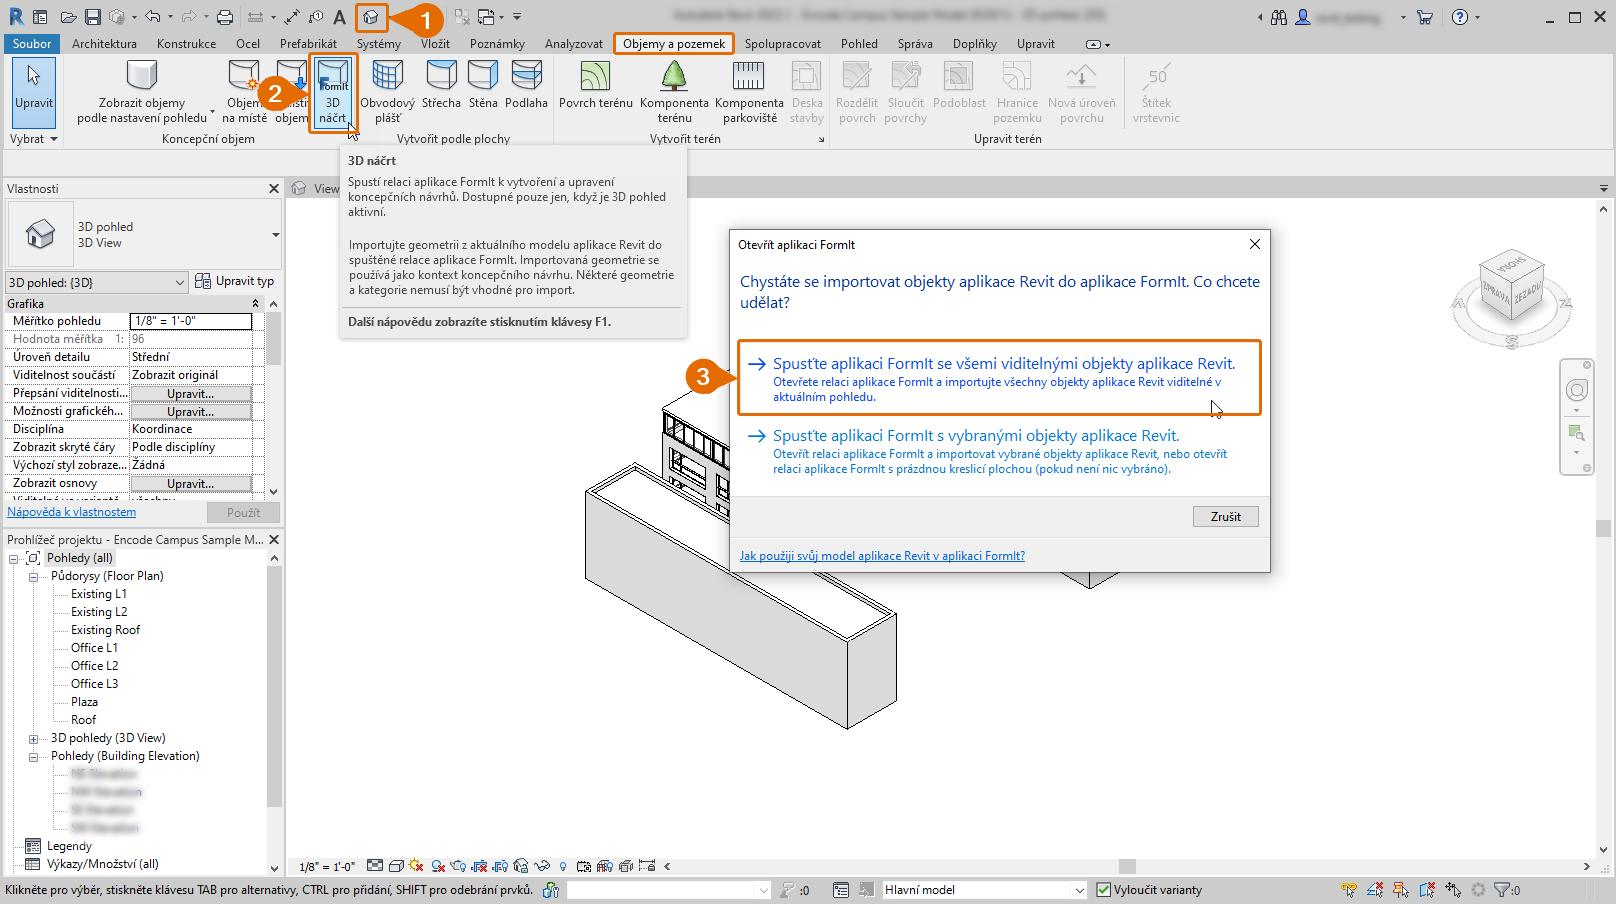 1
Soubor
Architektura
Konstrukce
Ocel
Prefabrikát
Systémy
Vložit
Poznámky
Analyzovat
Objemy a pozemek
Spolupracovat
Pohled
Správa
Doplňky
Upravit
Upravit
Zobrazit objemy
podle nastavení pohledu
Objem
na místě
objem
2
FormIt
3D
náčrt
Obvodový
plášť
Střecha
Stěna
Podlaha
Povrch terénu
Komponenta
terénu
Komponenta
parkoviště
Deska
stavby
Rozdělit
povrch
Sloučit
povrchy
Podoblast
Hranice
pozemku
Nová úroveň
povrchu
50
Štítek
vrstevnic
Vybrat
Koncepční objem
Vytvořit podle plochy
Vytvořit terén
Upravit terén
3D náčrt
Spustí relaci aplikace FormIt k vytvoření a upravení
koncepčních návrhů. Dostupné pouze jen, když je 3D pohled
aktivní.
Importujte geometrii z aktuálního modelu aplikace Revit do
spuštěné relace aplikace FormIt. Importovaná geometrie se
používá jako kontext koncepčního návrhu. Některé geometrie
a kategorie nemusí být vhodné pro import.
Další nápovědu zobrazíte stisknutím klávesy F1.
Vlastnosti
3D pohled
3D View
3D pohled: {3D}
Upravit typ
Grafika
Měřítko pohledu 1/8" = 1'-0"
Hodnota měřítka 1: 96
Úroveň detailu Střední
Viditelnost součástí Zobrazit originál
Přepsání viditelnosti... Upravit...
Možnosti grafickéh... Upravit...
Disciplína Koordinace
Zobrazit skryté čáry Podle disciplíny
Výchozí styl zobraze... Žádná
Zobrazit osnovy Upravit...
Nápověda k vlastnostem
Použít
View
Otevřít aplikaci FormIt
Chystáte se importovat objekty aplikace Revit do aplikace FormIt. Co chcete
udělat?
3
Spusťte aplikaci FormIt se všemi viditelnými objekty aplikace Revit.
Otevřete relaci aplikace FormIt a importujte všechny objekty aplikace Revit viditelné v
aktuálním pohledu.
Spusťte aplikaci FormIt s vybranými objekty aplikace Revit.
Otevřít relaci aplikace FormIt a importovat vybrané objekty aplikace Revit, nebo otevřít
relaci aplikace FormIt s prázdnou kreslicí plochou (pokud není nic vybráno).
Zrušit
Jak použiji svůj model aplikace Revit v aplikaci FormIt?
ZPRAVA
ZEZADU
S
Prohlížeč projektu - Encode Campus Sample M...
Pohledy (all)
Půdorysy (Floor Plan)
Existing L1
Existing L2
Existing Roof
Office L1
Office L2
Office L3
Plaza
Roof
3D pohledy (3D View)
Pohledy (Building Elevation)
Legendy
Výkazy/Množství (all)
1/8" = 1'-0"
Klikněte pro výběr, stiskněte klávesu TAB pro alternativy, CTRL pro přidání, SHIFT pro odebrání prvků.
:0
Hlavní model
Vyloučit varianty
:0